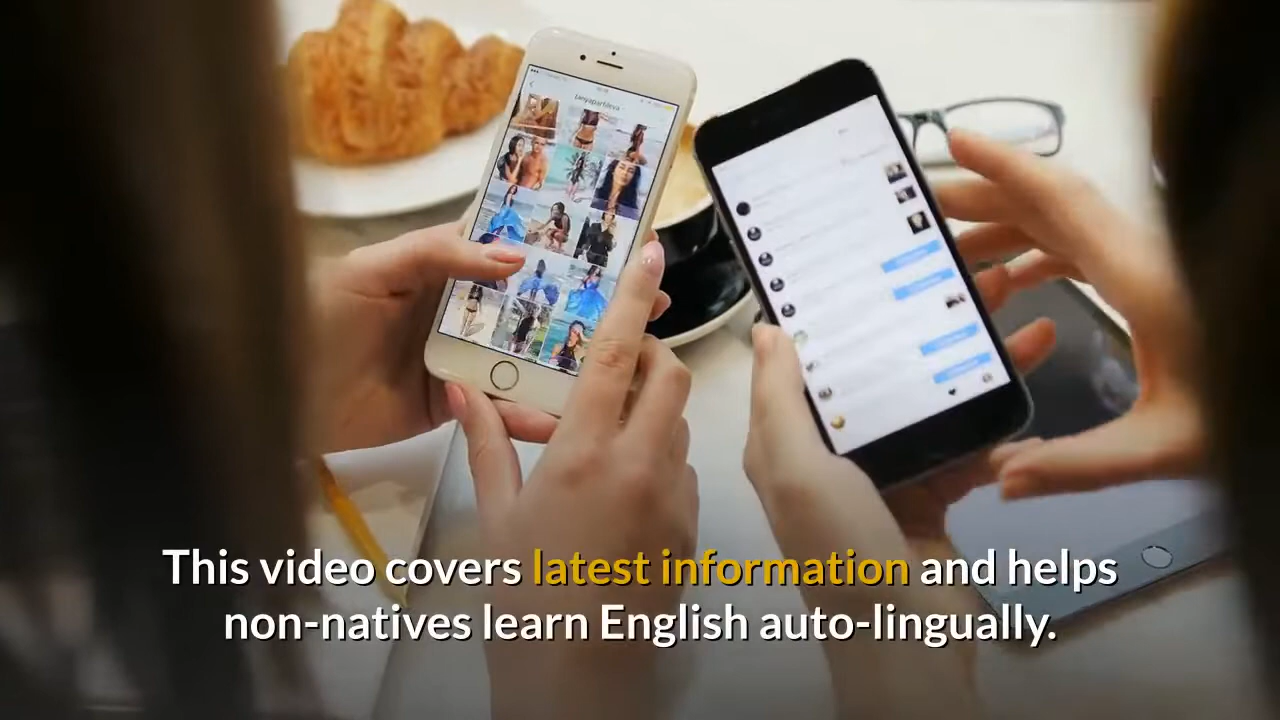 This video covers latest information and helps
non-natives learn English auto-lingually.